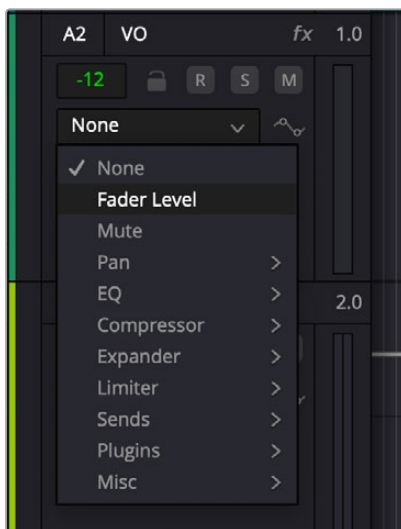 A2 VO fx 1.0
-12 R S M
None
None
Fader Level
Mute
Pan
EQ
2.0
Compressor
Expander
Limiter
Sends
Plugins
Misc